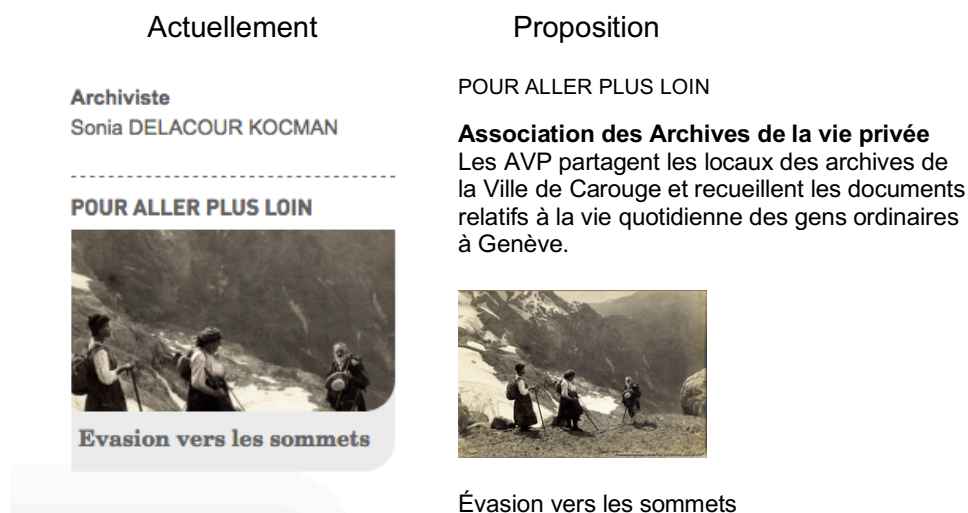 Actuellement
Archiviste
Sonia DELACOUR KOCMAN
POUR ALLER PLUS LOIN
Evasion vers les sommets
Proposition
POUR ALLER PLUS LOIN
Association des Archives de la vie privée
Les AVP partagent les locaux des archives de
la Ville de Carouge et recueillent les documents
relatifs à la vie quotidienne des gens ordinaires
à Genève.
Évasion vers les sommets